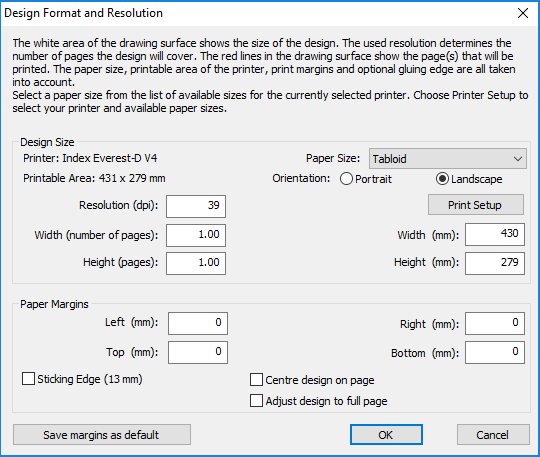 Design Format and Resolution
The white area of the drawing surface shows the size of the design. The used resolution determines the
number of pages the design will cover. The red lines in the drawing surface show the page(s) that will be
printed. The paper size, printable area of the printer, print margins and optional gluing edge are all taken
into account.
Select a paper size from the list of available sizes for the currently selected printer. Choose Printer Setup to
select your printer and available paper sizes.
Design Size
Printer: Index Everest-D V4 Paper Size: Tabloid
Printable Area: 431 x 279 mm Orientation: Portrait Landscape
Resolution (dpi): 39 Print Setup
Width (number of pages): 1.00 Width (mm): 430
Height (pages): 1.00 Height (mm): 279
Paper Margins
Left (mm): 0 Right (mm): 0
Top (mm): 0 Bottom (mm): 0
Sticking Edge (13 mm) Centre design on page
Adjust design to full page
Save margins as default OK Cancel